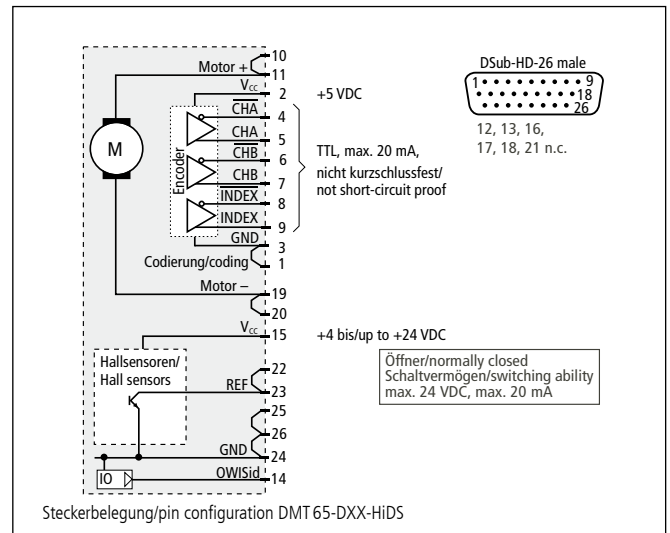 10
Motor + 11
Vcc 2 +5 VDC
CHA 4
CHA 5
CHB 6
CHB 7
INDEX 8
INDEX 9
GND 3
Codierung/coding 1
Encoder
M
TTL, max. 20 mA,
nicht kurzschlussfest/
not short-circuit proof
DSub-HD-26 male
1 9
18
26
12, 13, 16,
17, 18, 21 n.c.
Motor – 19
20
Vcc 15 +4 bis/up to +24 VDC
Hallsensoren/
Hall sensors
22
REF 23
25
26
GND 24
IO OWISid 14
Öffner/normally closed
Schaltvermögen/switching ability
max. 24 VDC, max. 20 mA
Steckerbelegung/pin configuration DMT 65-DXX-HiDS